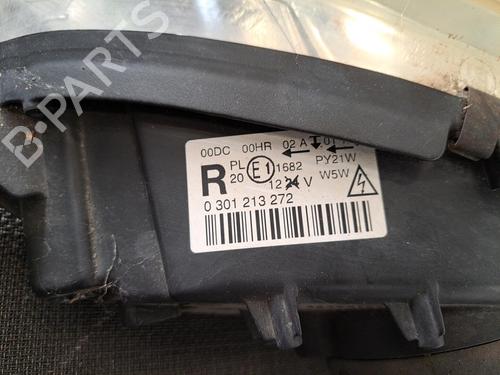 B-PARTS
00DC 00HR 02 A 01
R PL E1 1682 PY21W
20 12 24 V W5W
0 301 213 272